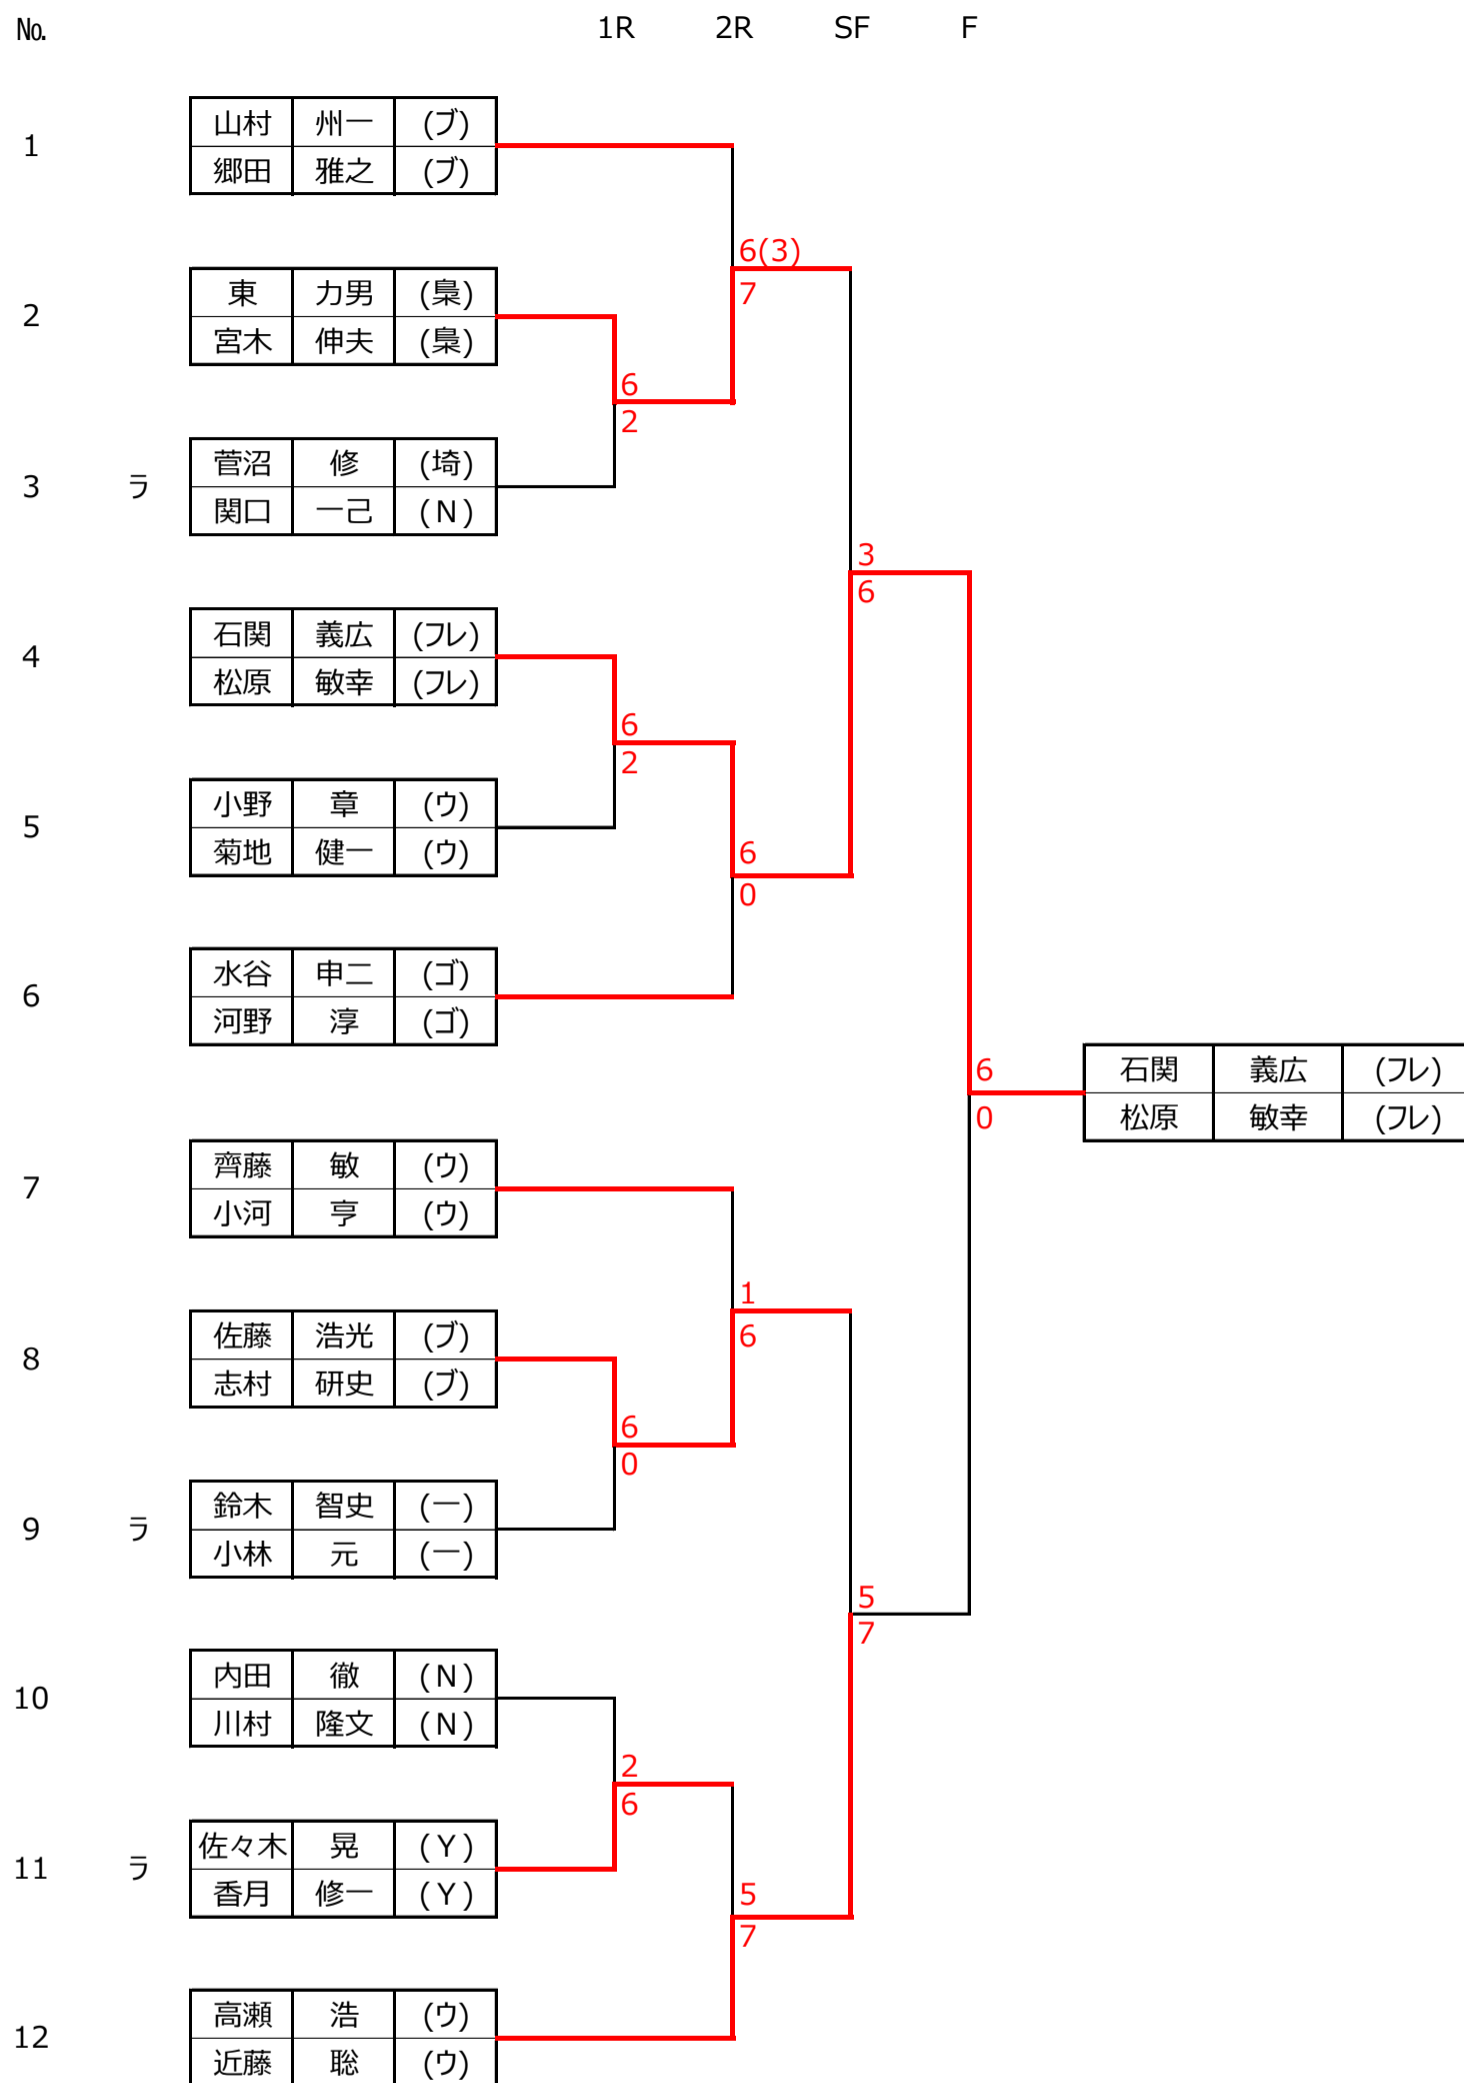 No. 1R 2R SF F
山村 州一 (ブ)
1
郷田 雅之 (ブ)
6(3)
7
東 力男 (梟)
2
宮木 伸夫 (梟)
6
2
菅沼 修 (埼)
3 ラ
関口 一己 (N)
3
6
石関 義広 (フレ)
4
松原 敏幸 (フレ)
6
2
小野 章 (ウ)
5
菊地 健一 (ウ)
6
0
水谷 申二 (ゴ)
6
河野 淳 (ゴ)
6 石関 義広 (フレ)
0 松原 敏幸 (フレ)
齊藤 敏 (ウ)
7
小河 亨 (ウ)
1
6
佐藤 浩光 (ブ)
8
志村 研史 (ブ)
6
0
鈴木 智史 (一)
9 ラ
小林 元 (一)
5
7
内田 徹 (N)
10
川村 隆文 (N)
2
6
佐々木 晃 (Y)
11 ラ
香月 修一 (Y)
5
7
高瀬 浩 (ウ)
12
近藤 聡 (ウ)